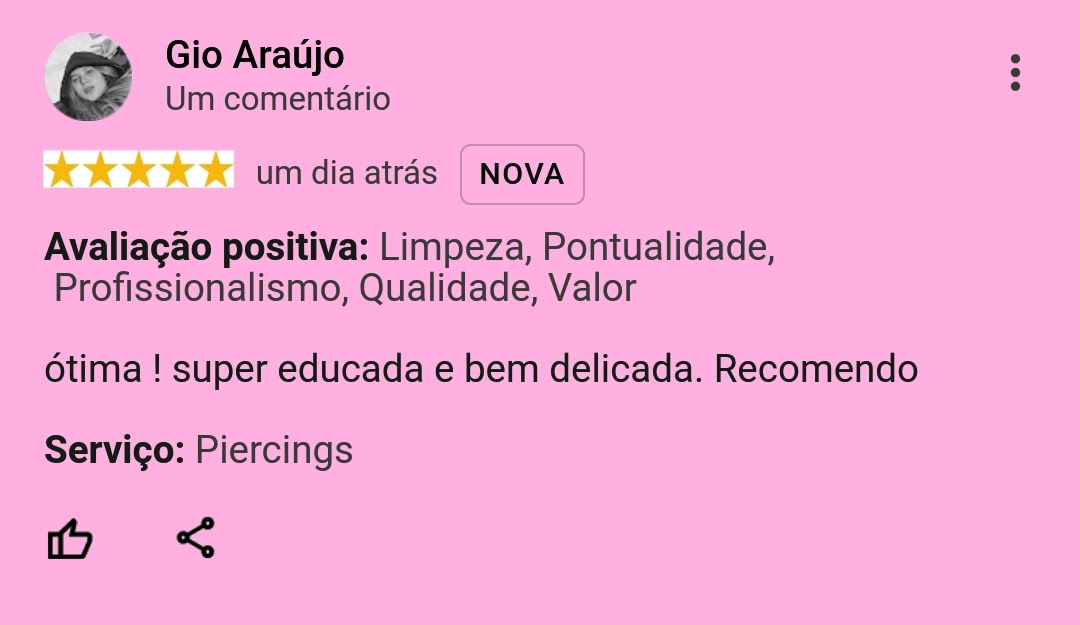 Gio Araújo
Um comentário
um dia atrás NOVA
Avaliação positiva: Limpeza, Pontualidade,
Profissionalismo, Qualidade, Valor
ótima ! super educada e bem delicada. Recomendo
Serviço: Piercings